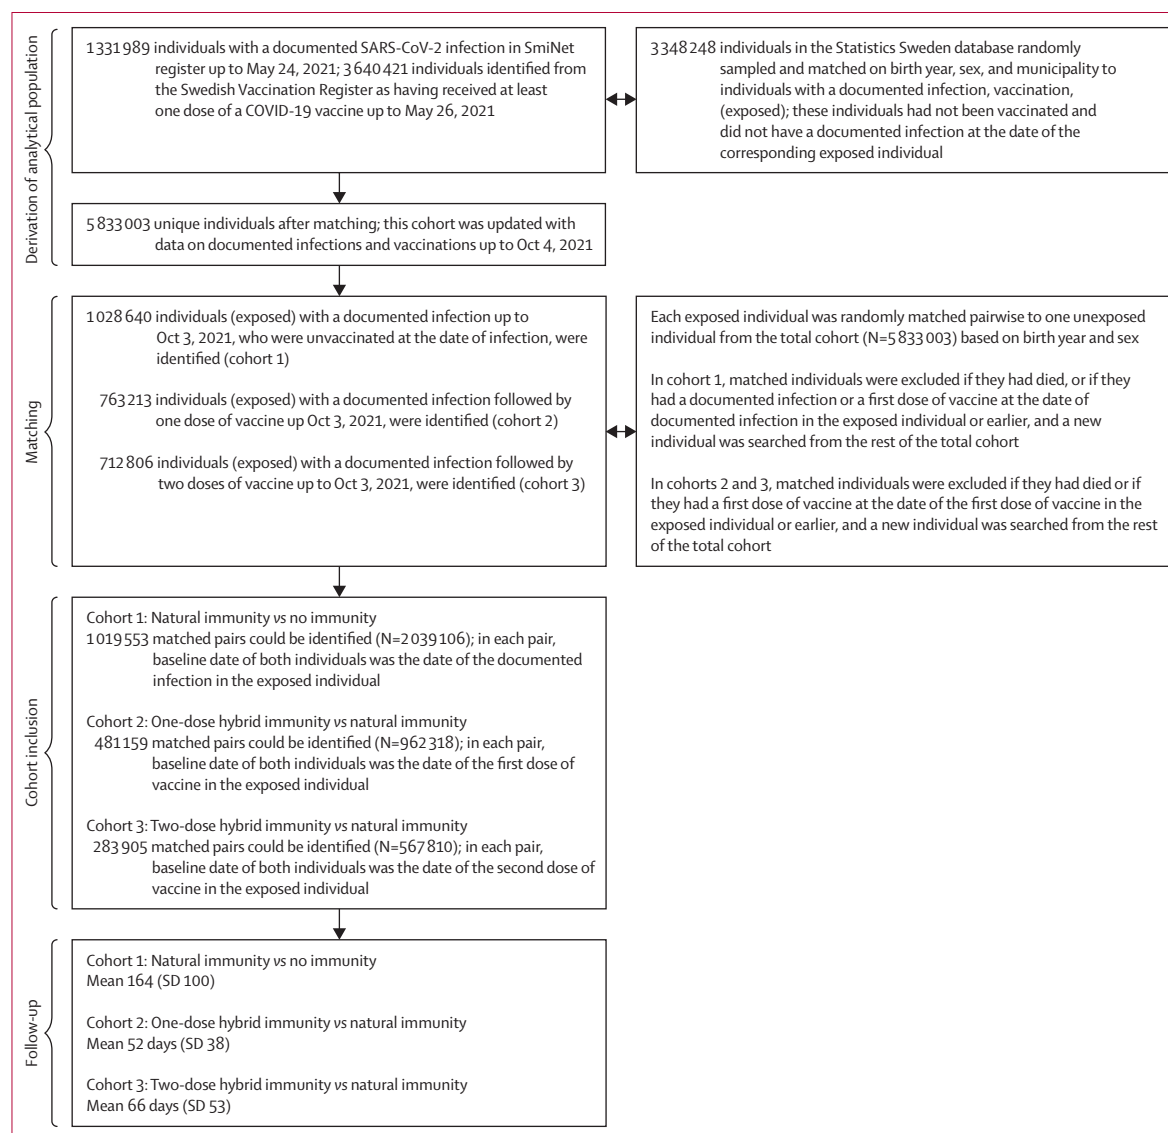 Derivation of analytical population
1 331 989 individuals with a documented SARS-CoV-2 infection in SmiNet
register up to May 24, 2021; 3 640 421 individuals identified from
the Swedish Vaccination Register as having received at least
one dose of a COVID-19 vaccine up to May 26, 2021
3 348 248 individuals in the Statistics Sweden database randomly
sampled and matched on birth year, sex, and municipality to
individuals with a documented infection, vaccination,
(exposed); these individuals had not been vaccinated and
did not have a documented infection at the date of the
corresponding exposed individual
5 833 003 unique individuals after matching; this cohort was updated with
data on documented infections and vaccinations up to Oct 4, 2021
Matching
1 028 640 individuals (exposed) with a documented infection up to
Oct 3, 2021, who were unvaccinated at the date of infection, were
identified (cohort 1)
763 213 individuals (exposed) with a documented infection followed by
one dose of vaccine up Oct 3, 2021, were identified (cohort 2)
712 806 individuals (exposed) with a documented infection followed by
two doses of vaccine up to Oct 3, 2021, were identified (cohort 3)
Each exposed individual was randomly matched pairwise to one unexposed
individual from the total cohort (N=5 833 003) based on birth year and sex
In cohort 1, matched individuals were excluded if they had died, or if they
had a documented infection or a first dose of vaccine at the date of
documented infection in the exposed individual or earlier, and a new
individual was searched from the rest of the total cohort
In cohorts 2 and 3, matched individuals were excluded if they had died or if
they had a first dose of vaccine at the date of the first dose of vaccine in the
exposed individual or earlier, and a new individual was searched from the rest
of the total cohort
Cohort inclusion
Cohort 1: Natural immunity vs no immunity
1 019 553 matched pairs could be identified (N=2 039 106); in each pair,
baseline date of both individuals was the date of the documented
infection in the exposed individual
Cohort 2: One-dose hybrid immunity vs natural immunity
481 159 matched pairs could be identified (N=962 318); in each pair,
baseline date of both individuals was the date of the first dose of
vaccine in the exposed individual
Cohort 3: Two-dose hybrid immunity vs natural immunity
283 905 matched pairs could be identified (N=567 810); in each pair,
baseline date of both individuals was the date of the second dose of
vaccine in the exposed individual
Follow-up
Cohort 1: Natural immunity vs no immunity
Mean 164 (SD 100)
Cohort 2: One-dose hybrid immunity vs natural immunity
Mean 52 days (SD 38)
Cohort 3: Two-dose hybrid immunity vs natural immunity
Mean 66 days (SD 53)